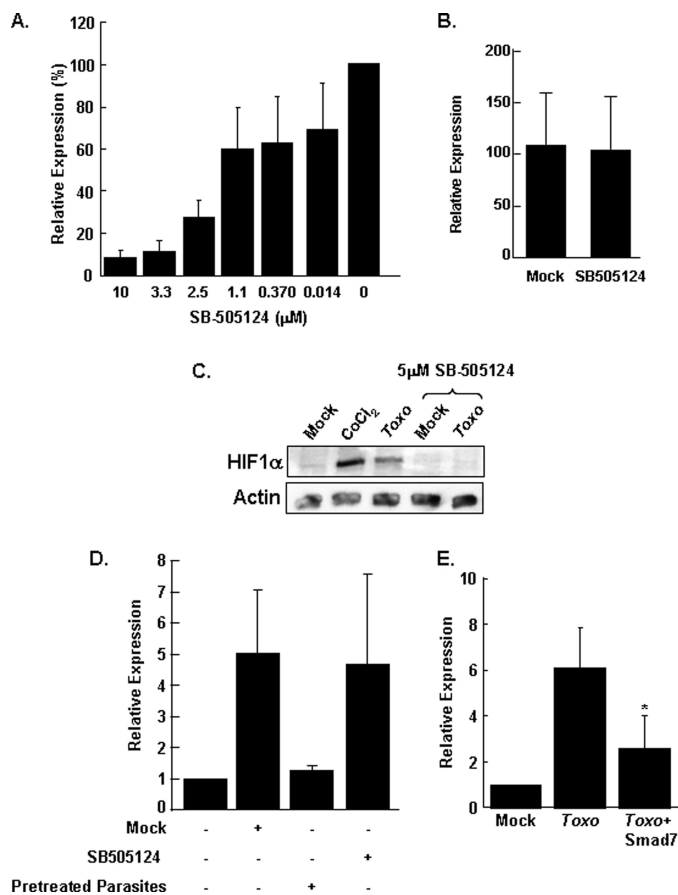 A.
Relative Expression (%)
120
100
80
60
40
20
0
10 3.3 2.5 1.1 0.370 0.014 0
SB-505124 (µM)
B.
Relative Expression
200
150
100
50
0
Mock SB505124
C.
5µM SB-505124
Mock CoCl2 Toxo Mock Toxo
HIF1α
Actin
D.
Relative Expression
8
7
6
5
4
3
2
1
0
Mock - + - -
SB505124 - - - +
Pretreated Parasites - - + -
E.
Relative Expression
10
8
6
4
2
0
*
Mock Toxo Toxo+
Smad7